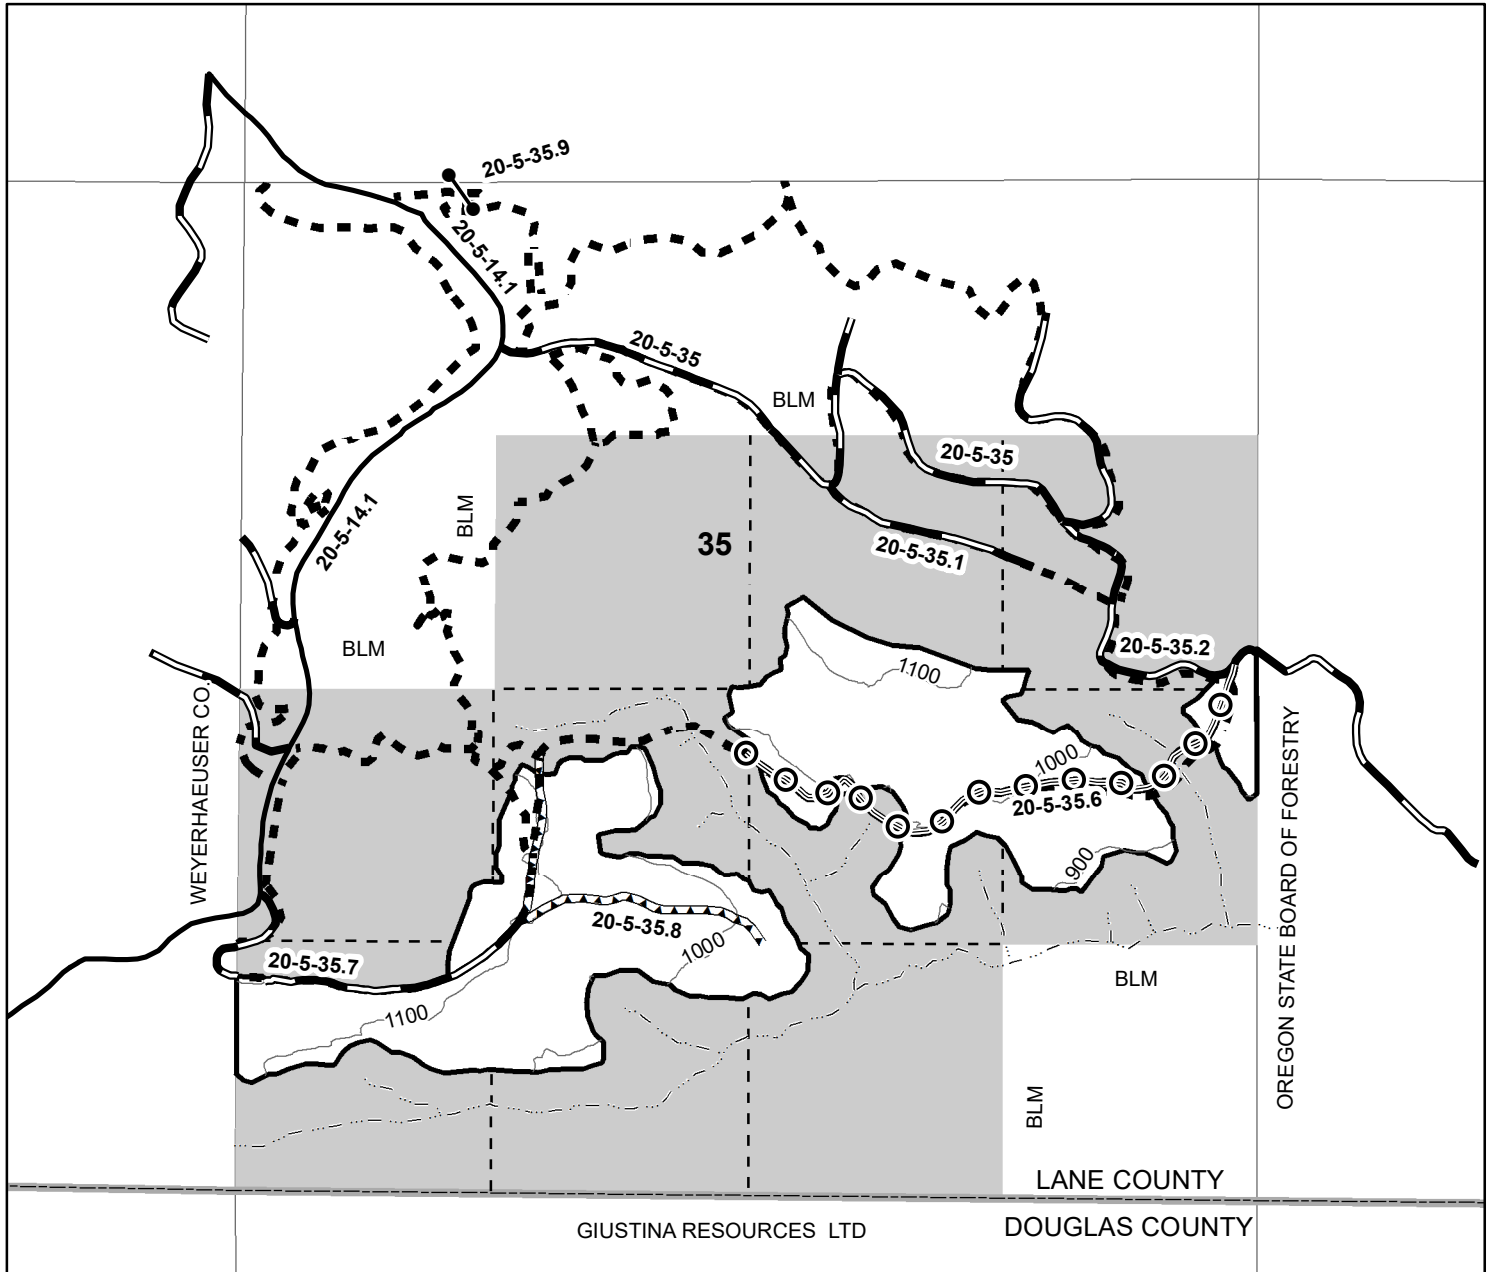 20-5-35.9
20-5-14.1
20-5-35
BLM
20-5-35
BLM
20-5-14.1
35
20-5-35.1
BLM
20-5-35.2
1100
WEYERHAEUSER CO.
OREGON STATE BOARD OF FORESTRY
1000
20-5-35.6
900
20-5-35.8
1000
20-5-35.7
BLM
1100
BLM
LANE COUNTY
GIUSTINA RESOURCES LTD
DOUGLAS COUNTY